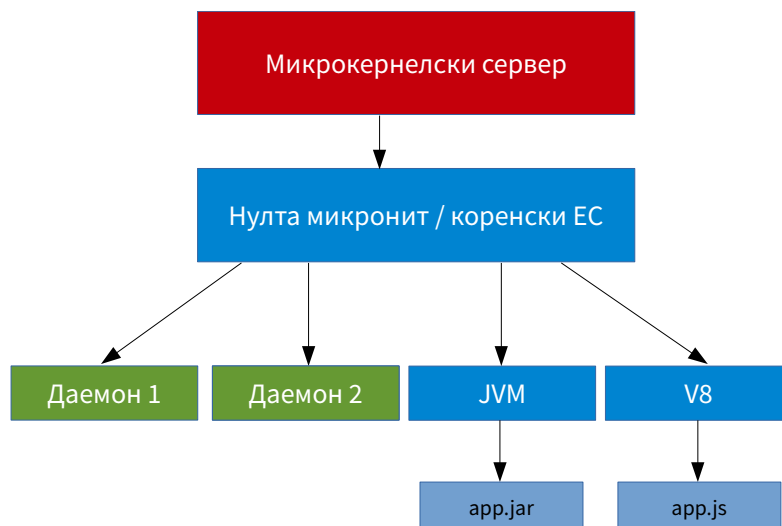 Микрокернелски сервер
Нулта микронит / коренски ЕС
Даемон 1
Даемон 2
JVM
V8
app.jar
app.js